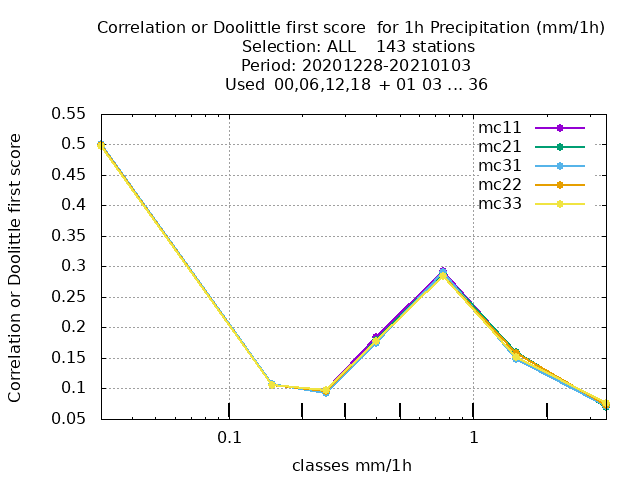 Correlation or Doolittle first score  for 1h Precipitation (mm/1h)
Selection: ALL    143 stations
Period: 20201228-20210103
Used  00,06,12,18  + 01 03 ... 36
0.55
0.5
0.45
0.4
0.35
0.3
0.25
0.2
0.15
0.1
0.05
Correlation or Doolittle first score
mc11
mc21
mc31
mc22
mc33
0.1
1
classes mm/1h